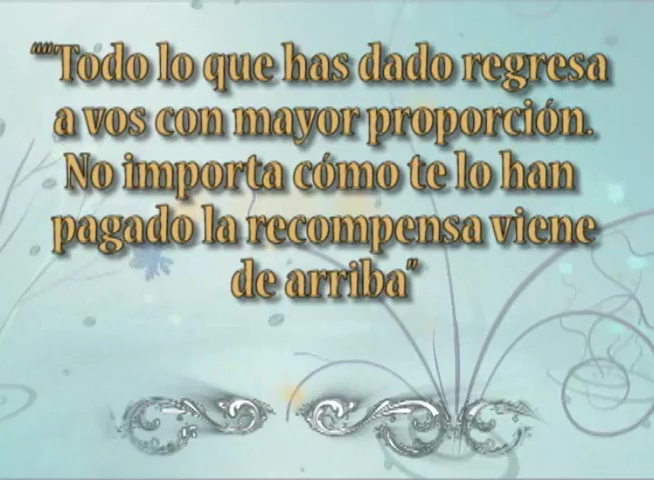 ""Todo lo que has dado regresa
a vos con mayor proporción.
No importa cómo te lo han
pagado la recompensa viene
de arriba"